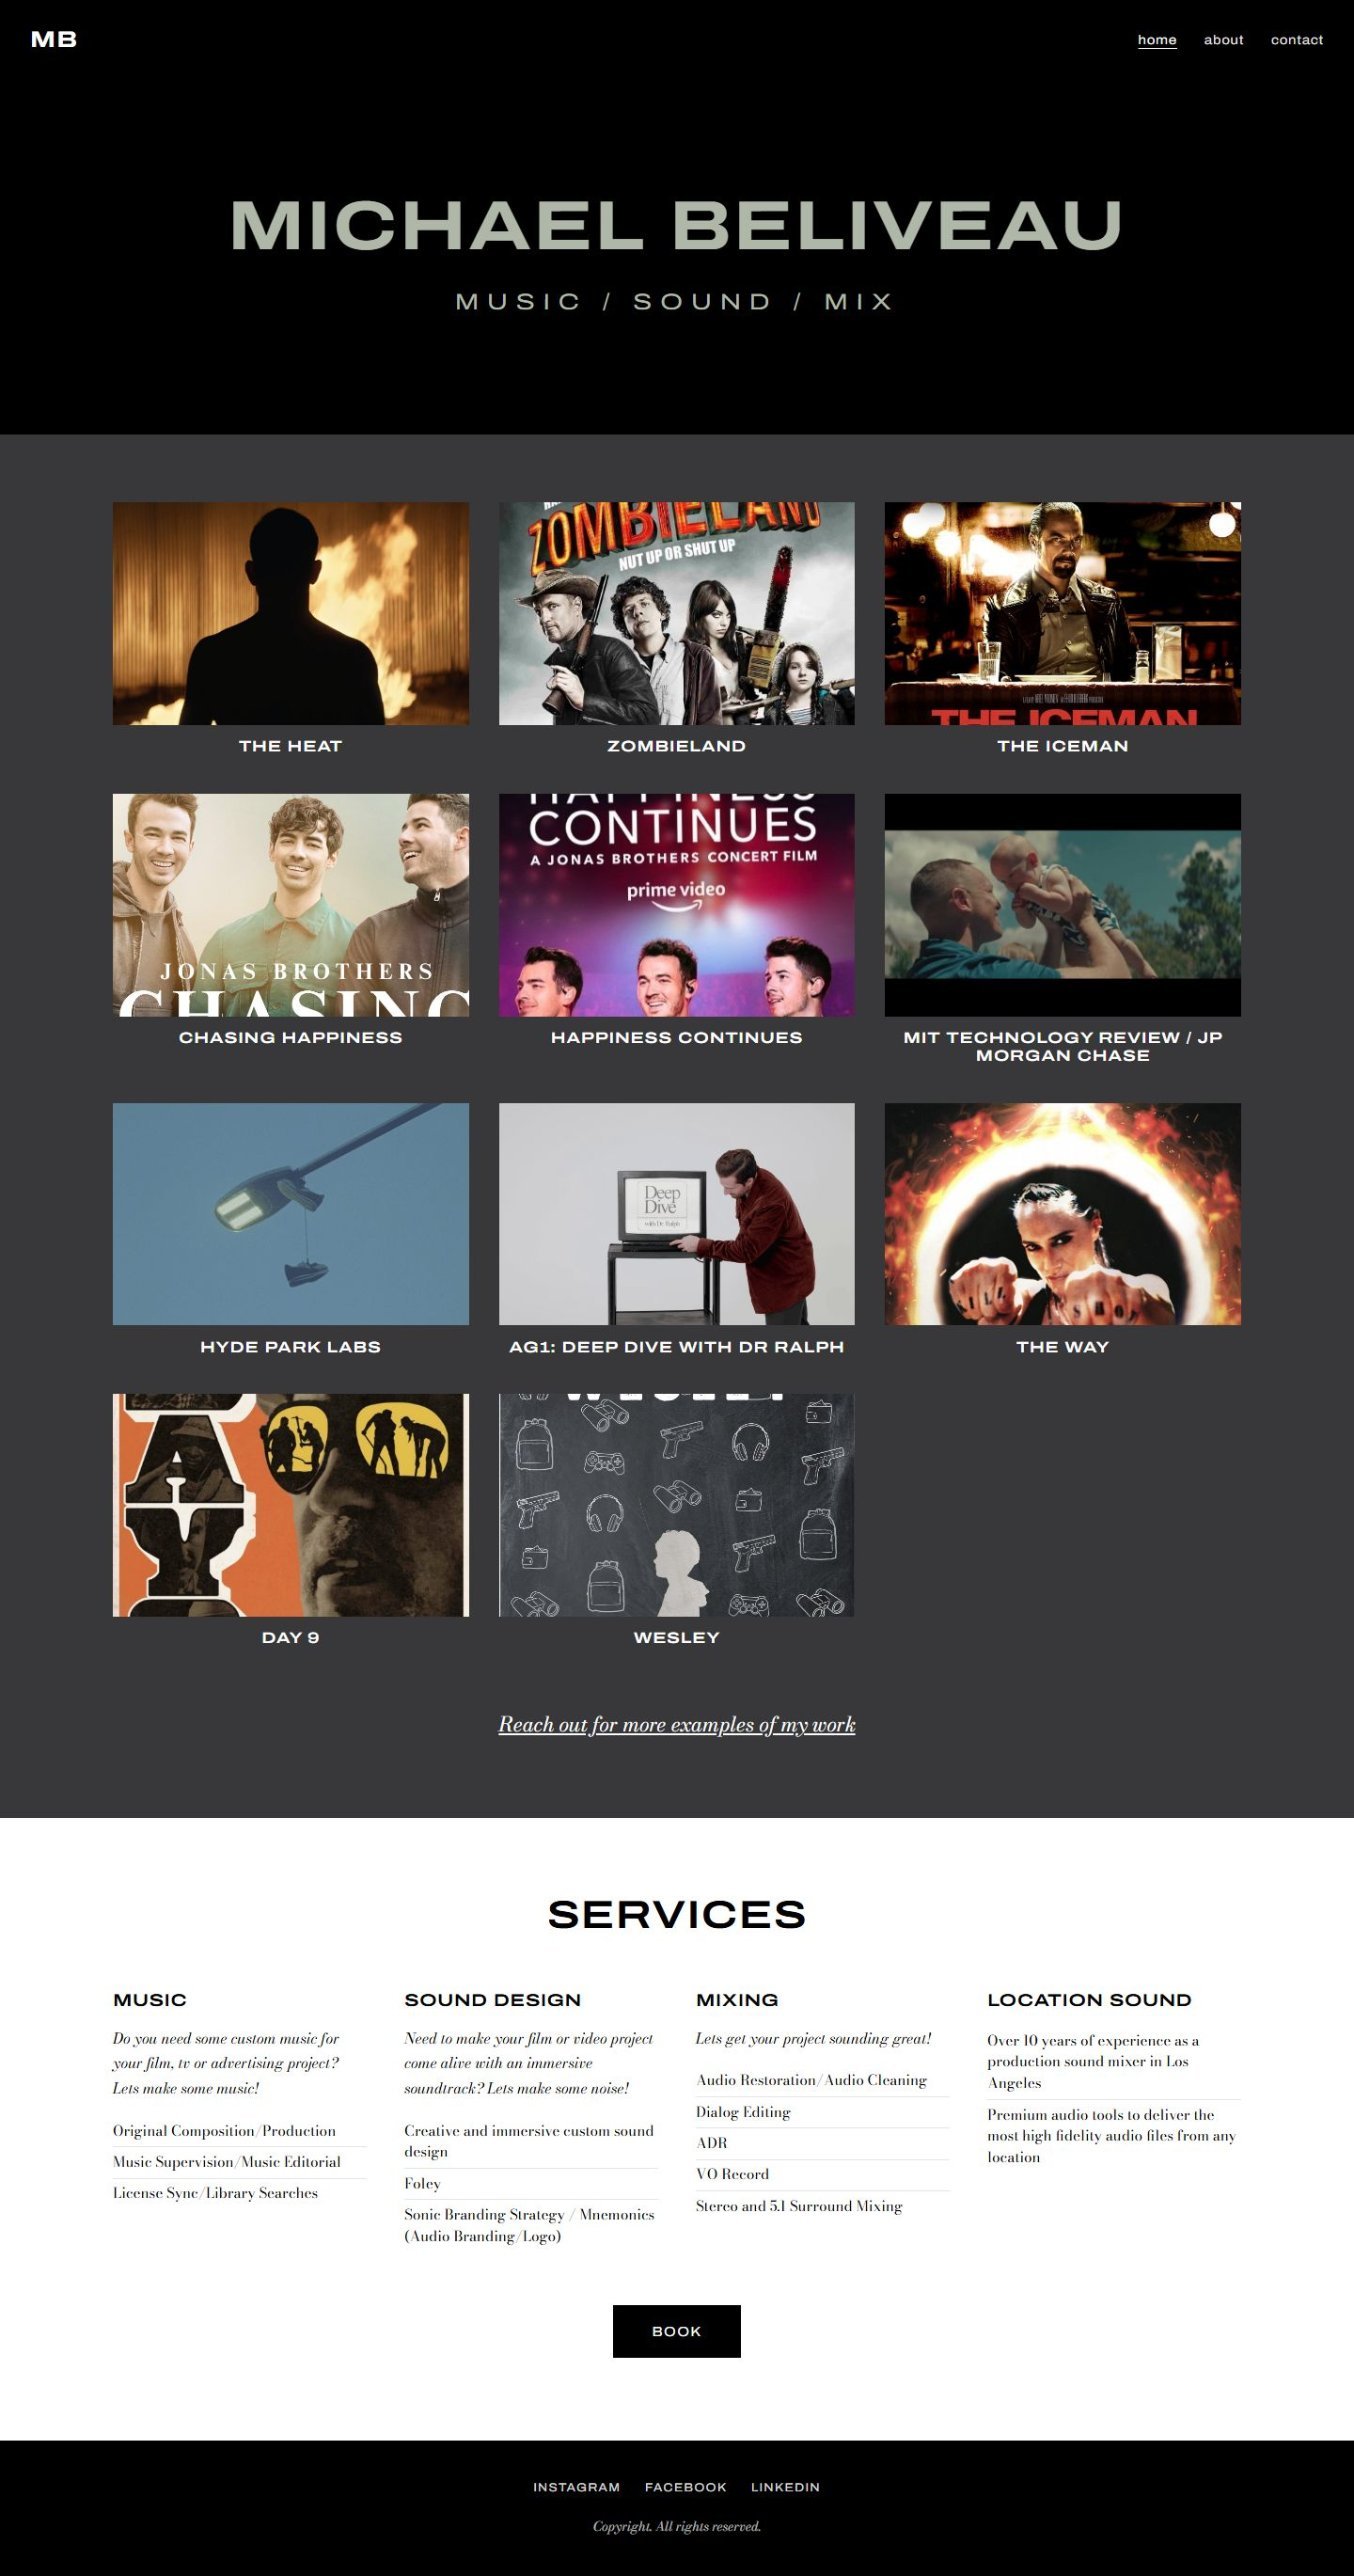 MB
home about contact
MICHAEL BELIVEAU
MUSIC / SOUND / MIX
ZOMBIELAND
NUT UP OR SHUT UP
THE ICEMAN
THE HEAT
ZOMBIELAND
THE ICEMAN
JONAS BROTHERS
CHASING
HAPPINESS
CONTINUES
A JONAS BROTHERS CONCERT FILM
prime video
CHASING HAPPINESS
HAPPINESS CONTINUES
MIT TECHNOLOGY REVIEW / JP
MORGAN CHASE
Deep
Dive
with Dr. Ralph
HYDE PARK LABS
AG1: DEEP DIVE WITH DR RALPH
THE WAY
DAY 9
WESLEY
Reach out for more examples of my work
SERVICES
MUSIC
Do you need some custom music for
your film, tv or advertising project?
Lets make some music!
Original Composition/Production
Music Supervision/Music Editorial
License Sync/Library Searches
SOUND DESIGN
Need to make your film or video project
come alive with an immersive
soundtrack? Lets make some noise!
Creative and immersive custom sound
design
Foley
Sonic Branding Strategy / Mnemonics
(Audio Branding/Logo)
MIXING
Lets get your project sounding great!
Audio Restoration/Audio Cleaning
Dialog Editing
ADR
VO Record
Stereo and 5.1 Surround Mixing
LOCATION SOUND
Over 10 years of experience as a
production sound mixer in Los
Angeles
Premium audio tools to deliver the
most high fidelity audio files from any
location
BOOK
INSTAGRAM FACEBOOK LINKEDIN
Copyright. All rights reserved.